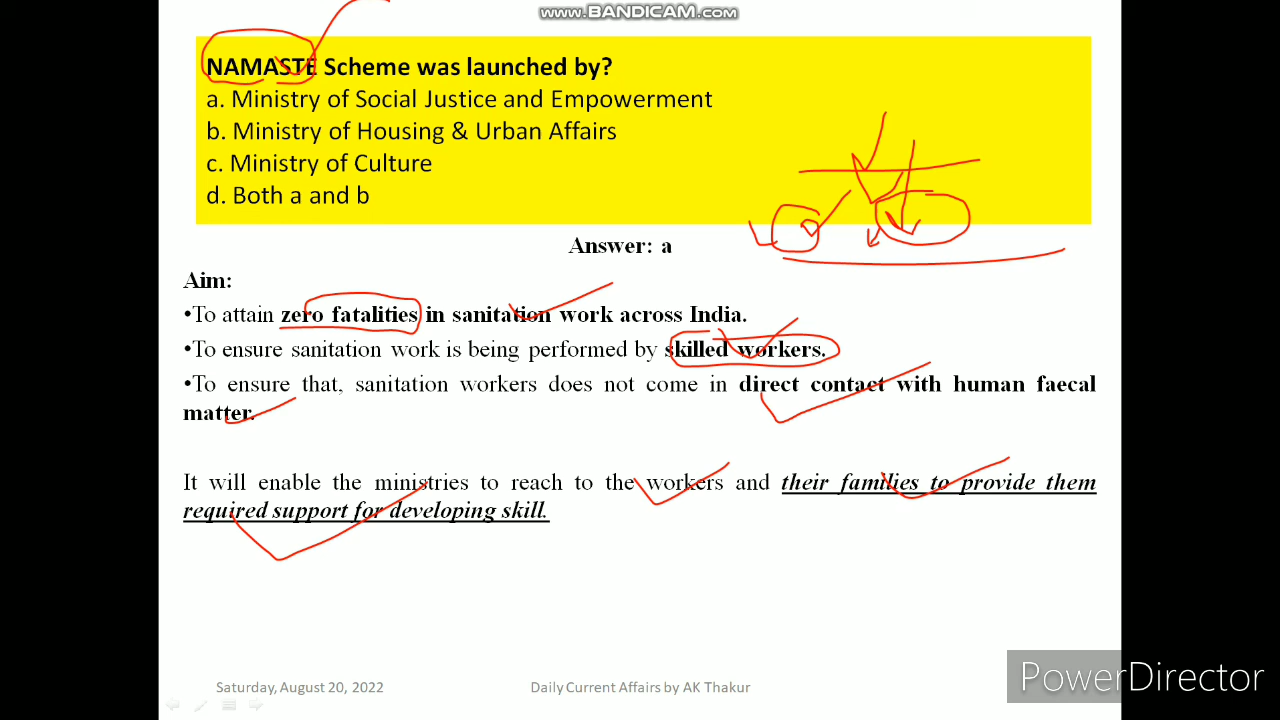 www.BANDICAM.com
NAMASTE Scheme was launched by?
a. Ministry of Social Justice and Empowerment
b. Ministry of Housing & Urban Affairs
c. Ministry of Culture
d. Both a and b
Answer: a
Aim:
•To attain zero fatalities in sanitation work across India.
•To ensure sanitation work is being performed by skilled workers.
•To ensure that, sanitation workers does not come in direct contact with human faecal
matter.
It will enable the ministries to reach to the workers and their families to provide them
required support for developing skill.
Saturday, August 20, 2022
Daily Current Affairs by AK Thakur
PowerDirector